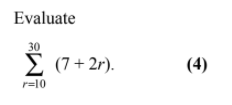 Evaluate
30
∑ (7 + 2r). (4)
r=10